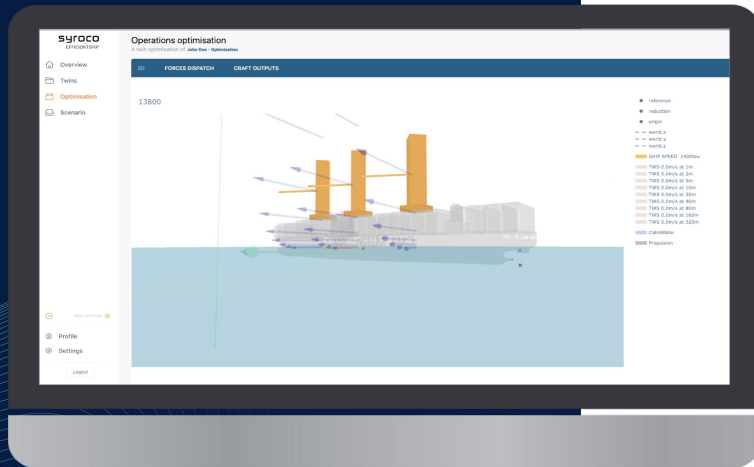 syroco
EFFICIENTSHIP
Overview
Twins
Optimisation
Scenario
Profile
Settings
Logout
Operations optimisation
A twin optimisation of John Doe - Optimisation
3D
FORCES DISPATCH
CRAFT OUTPUTS
13800
reference
reduction
origin
world.x
world.y
world.z
SHIP SPEED
TWS 0.0m/s at 1m
TWS 0.0m/s at 2m
TWS 0.0m/s at 5m
TWS 0.0m/s at 10m
TWS 0.0m/s at 20m
TWS 0.0m/s at 40m
TWS 0.0m/s at 80m
TWS 0.0m/s at 160m
TWS 0.0m/s at 320m
CalmWater
Propulsion